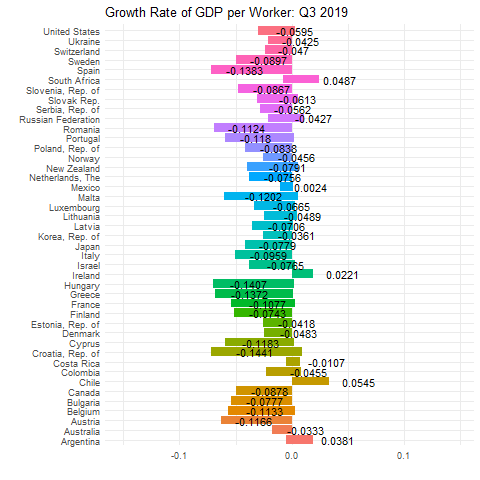 Growth Rate of GDP per Worker: Q3 2019
United States -0.0595
Ukraine -0.0425
Switzerland -0.047
Sweden -0.0897
Spain -0.1383
South Africa 0.0487
Slovenia, Rep. of -0.0867
Slovak Rep. -0.0613
Serbia, Rep. of -0.0562
Russian Federation -0.0427
Romania -0.1124
Portugal -0.118
Poland, Rep. of -0.0838
Norway -0.0456
New Zealand -0.0791
Netherlands, The -0.0756
Mexico 0.0024
Malta -0.1202
Luxembourg -0.0665
Lithuania -0.0489
Latvia -0.0706
Korea, Rep. of -0.0361
Japan -0.0779
Italy -0.0959
Israel -0.0765
Ireland 0.0221
Hungary -0.1407
Greece -0.1372
France -0.1077
Finland -0.0743
Estonia, Rep. of -0.0418
Denmark -0.0483
Cyprus -0.1183
Croatia, Rep. of -0.1441
Costa Rica -0.0107
Colombia -0.0455
Chile 0.0545
Canada -0.0878
Bulgaria -0.0777
Belgium -0.1133
Austria -0.1166
Australia -0.0333
Argentina 0.0381
-0.1 0.0 0.1